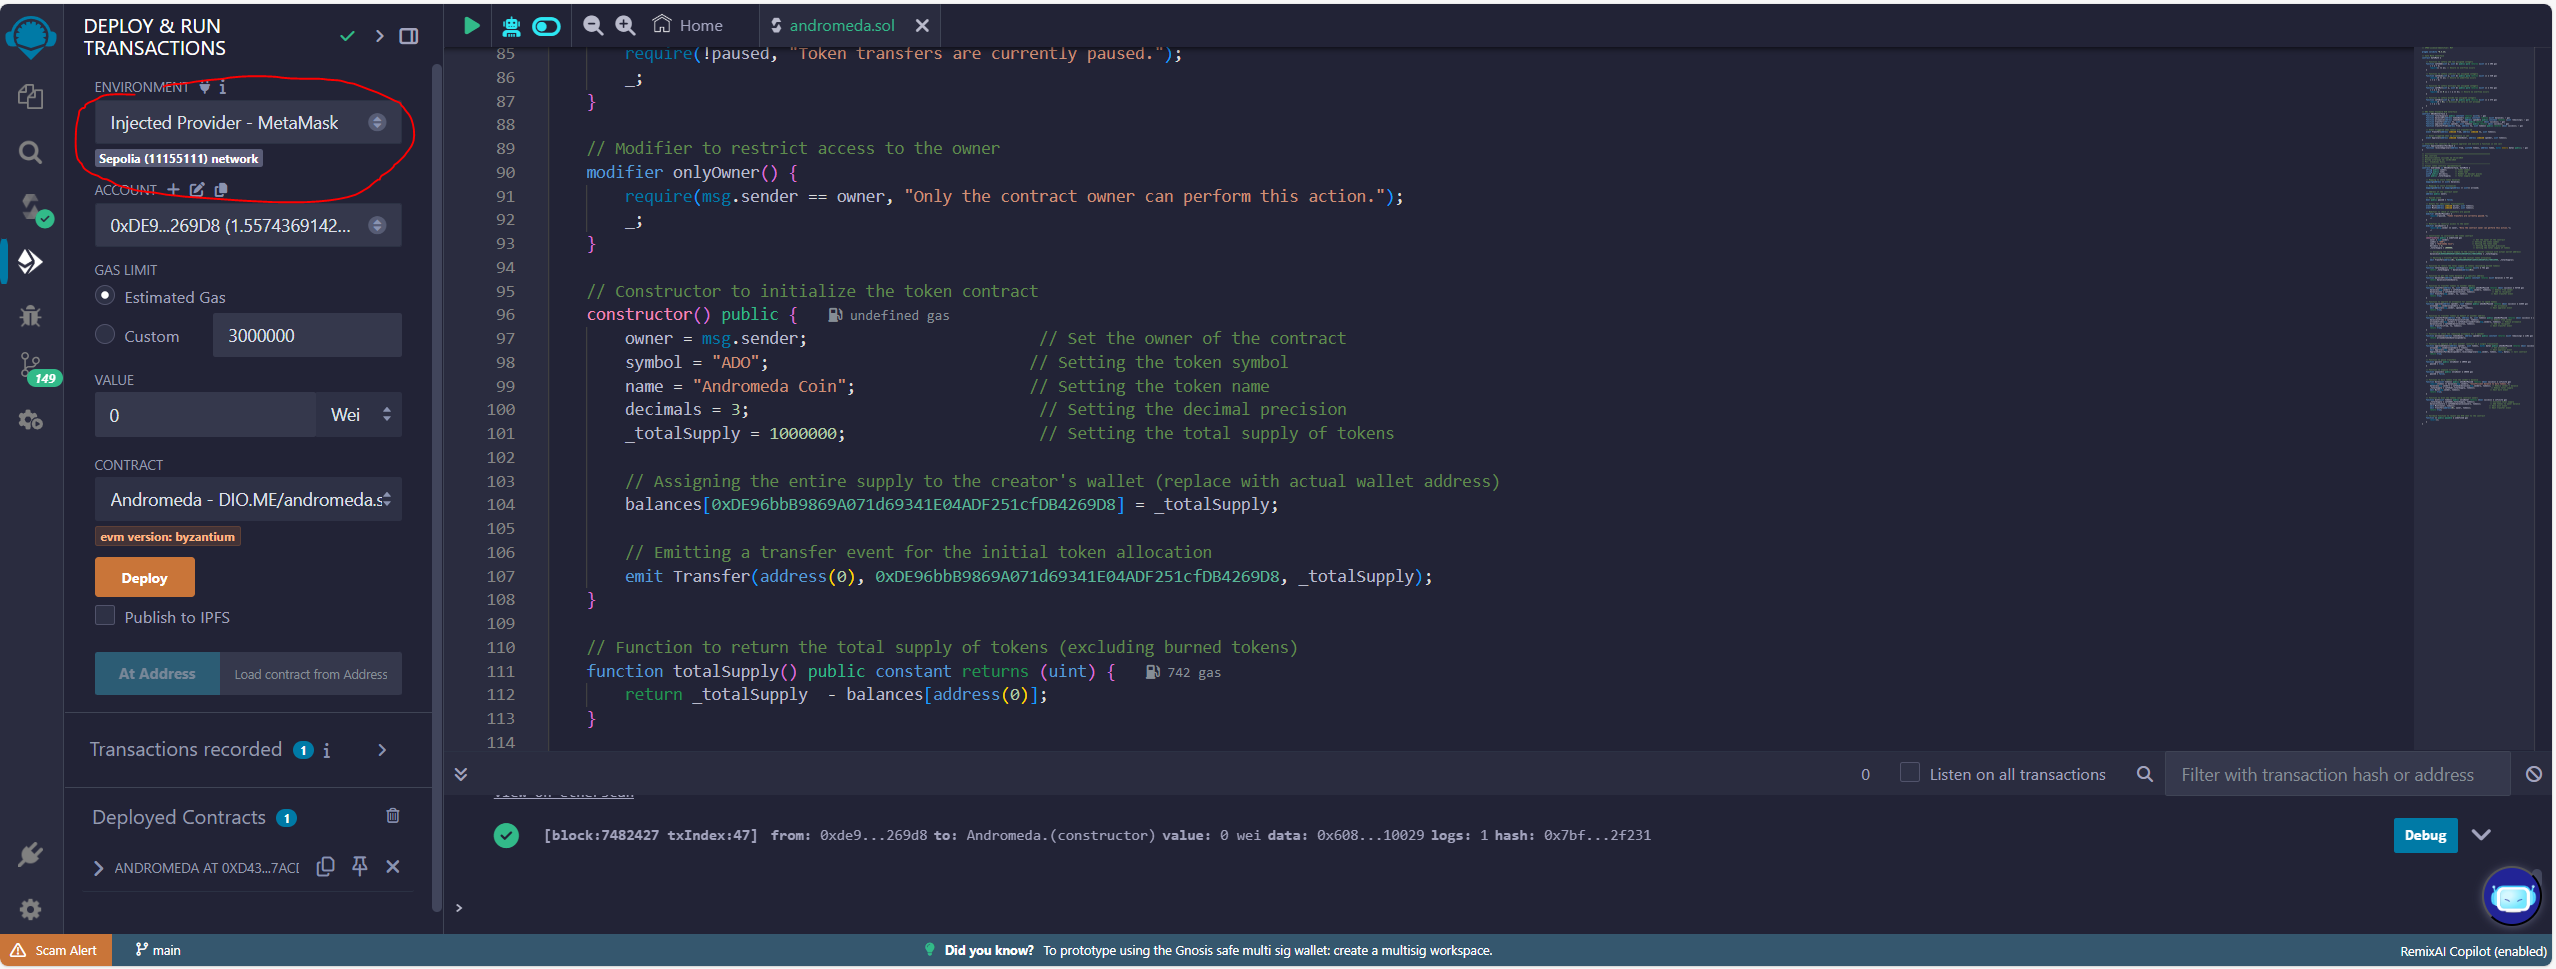 DEPLOY & RUN
TRANSACTIONS
ENVIRONMENT
Injected Provider - MetaMask
Sepolia (11155111) network
ACCOUNT
0xDE9...269D8 (1.5574369142...
GAS LIMIT
Estimated Gas
Custom
3000000
VALUE
0
Wei
CONTRACT
Andromeda - DIO.ME/andromeda.s
evm version: byzantium
Deploy
Publish to IPFS
At Address
Load contract from Address
Transactions recorded 1 i
Deployed Contracts 1
ANDROMEDA AT 0XD43...7ACD
149
Home
andromeda.sol
85 require(!paused, "Token transfers are currently paused.");
86 _;
87 }
88
89 // Modifier to restrict access to the owner
90 modifier onlyOwner() {
91 require(msg.sender == owner, "Only the contract owner can perform this action.");
92 _;
93 }
94
95 // Constructor to initialize the token contract
96 constructor() public { undefined gas
97 owner = msg.sender; // Set the owner of the contract
98 symbol = "ADO"; // Setting the token symbol
99 name = "Andromeda Coin"; // Setting the token name
100 decimals = 3; // Setting the decimal precision
101 _totalSupply = 1000000; // Setting the total supply of tokens
102
103 // Assigning the entire supply to the creator's wallet (replace with actual wallet address)
104 balances[0xDE96bbB9869A071d69341E04ADF251cfDB4269D8] = _totalSupply;
105
106 // Emitting a transfer event for the initial token allocation
107 emit Transfer(address(0), 0xDE96bbB9869A071d69341E04ADF251cfDB4269D8, _totalSupply);
108 }
109
110 // Function to return the total supply of tokens (excluding burned tokens)
111 function totalSupply() public constant returns (uint) { 742 gas
112 return _totalSupply - balances[address(0)];
113 }
114
0
Listen on all transactions
Filter with transaction hash or address
view on etherscan
[block:7482427 txIndex:47] from: 0xde9...269d8 to: Andromeda.(constructor) value: 0 wei data: 0x608...10029 logs: 1 hash: 0x7bf...2f231
Debug
>
Scam Alert
main
Did you know? To prototype using the Gnosis safe multi sig wallet: create a multisig workspace.
RemixAI Copilot (enabled)